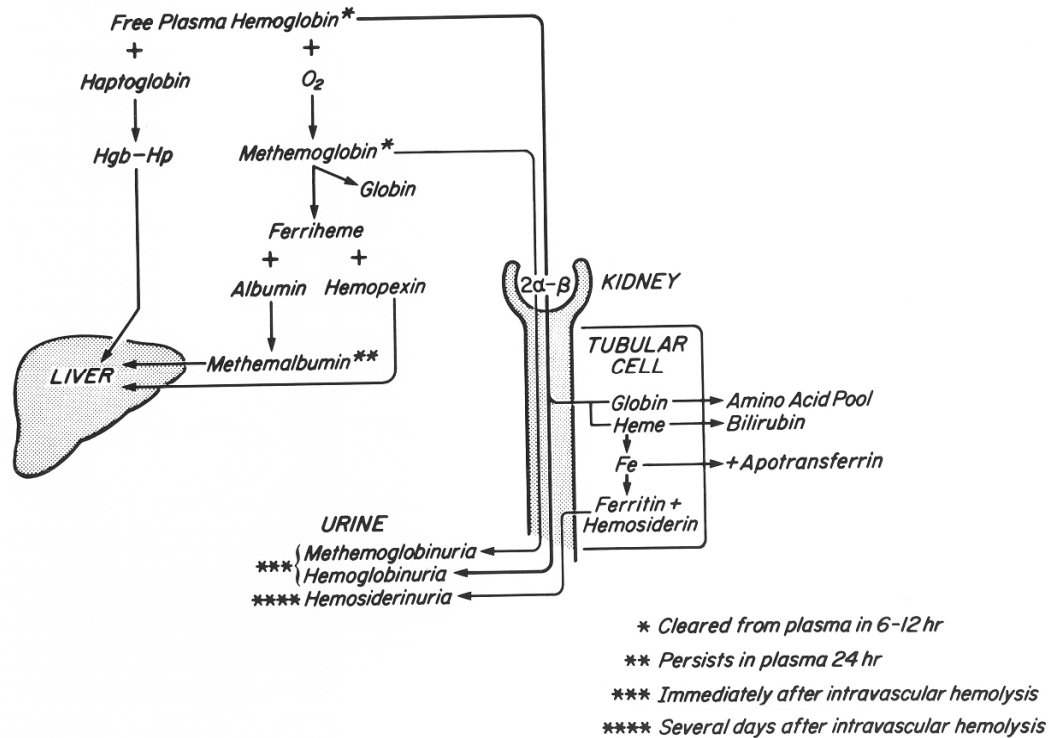 Free Plasma Hemoglobin*
+ +
Haptoglobin O₂
Hgb-Hp Methemoglobin*
Globin
Ferriheme
+ +
Albumin Hemopexin
2α-β KIDNEY
TUBULAR
CELL
LIVER Methemalbumin**
Globin Amino Acid Pool
Heme Bilirubin
Fe +Apotransferrin
Ferritin +
Hemosiderin
URINE
*** Methemoglobinuria
Hemoglobinuria
**** Hemosiderinuria
* Cleared from plasma in 6-12 hr
** Persists in plasma 24 hr
*** Immediately after intravascular hemolysis
**** Several days after intravascular hemolysis